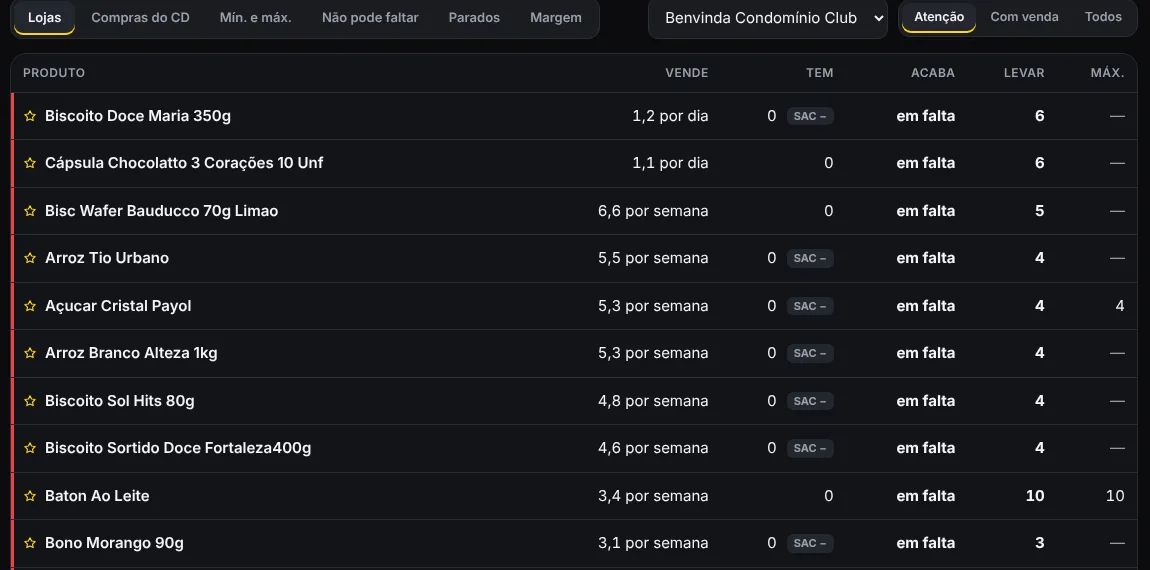 Lojas Compras do CD Mín. e máx. Não pode faltar Parados Margem Benvinda Condomínio Club Atenção Com venda Todos
PRODUTO VENDE TEM ACABA LEVAR MÁX.
Biscoito Doce Maria 350g 1,2 por dia 0 SAC – em falta 6 —
Cápsula Chocolatto 3 Corações 10 Unf 1,1 por dia 0 em falta 6 —
Bisc Wafer Bauducco 70g Limao 6,6 por semana 0 em falta 5 —
Arroz Tio Urbano 5,5 por semana 0 SAC – em falta 4 —
Açucar Cristal Payol 5,3 por semana 0 SAC – em falta 4 4
Arroz Branco Alteza 1kg 5,3 por semana 0 SAC – em falta 4 —
Biscoito Sol Hits 80g 4,8 por semana 0 SAC – em falta 4 —
Biscoito Sortido Doce Fortaleza400g 4,6 por semana 0 SAC – em falta 4 —
Baton Ao Leite 3,4 por semana 0 em falta 10 10
Bono Morango 90g 3,1 por semana 0 SAC – em falta 3 —